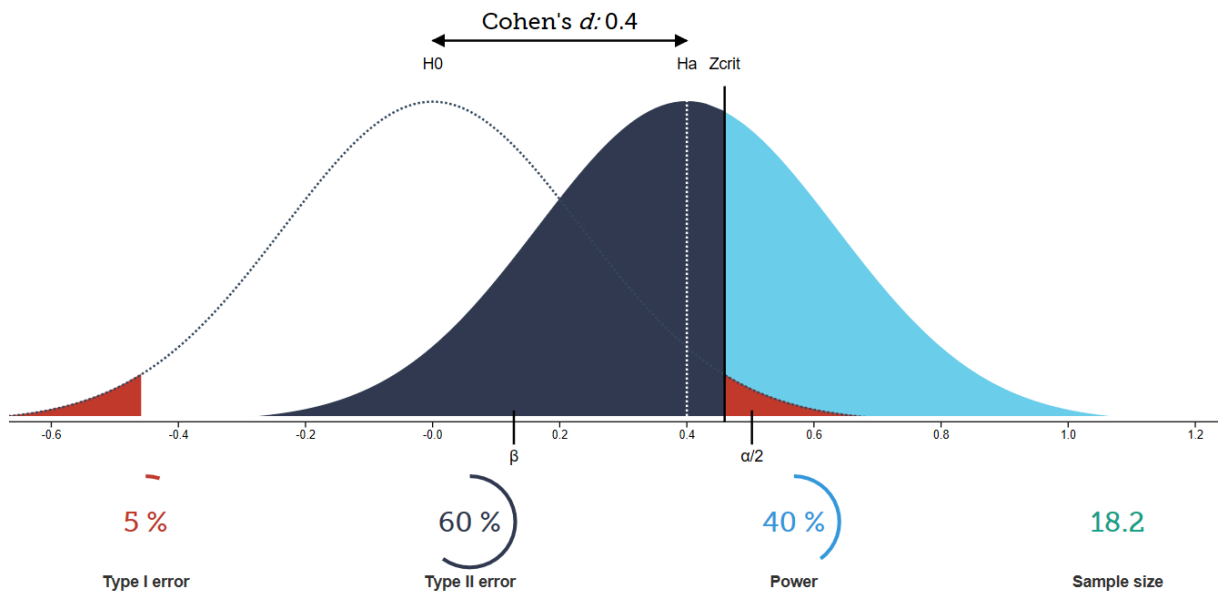 Cohen's d: 0.4
H0 Ha Zcrit
-0.6 -0.4 -0.2 -0.0 0.2 0.4 0.6 0.8 1.0 1.2
β α/2
5 % 60 % 40 % 18.2
Type I error Type II error Power Sample size